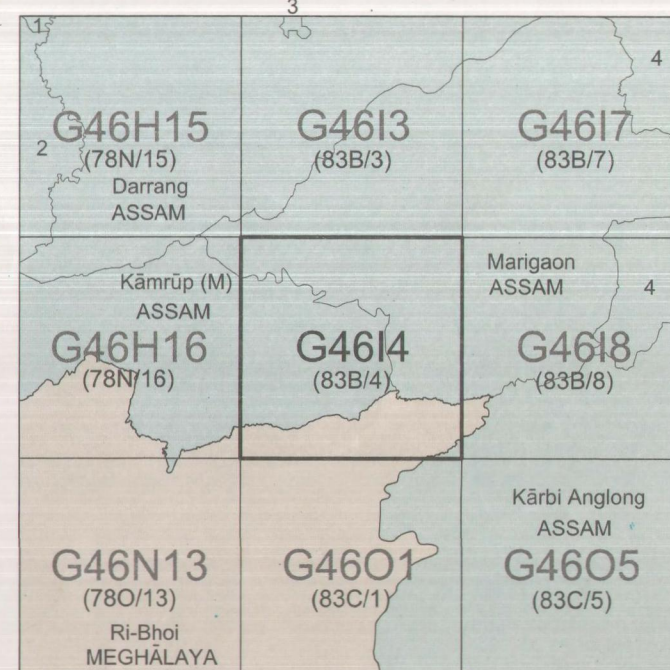 3
1
4
G46H15
G46I3
G46I7
2
(78N/15)
(83B/3)
(83B/7)
Darrang
ASSAM
Marigaon
ASSAM
4
Kāmrūp (M)
ASSAM
G46H16
G46I4
G46I8
(78N/16)
(83B/4)
(83B/8)
Kārbi Anglong
ASSAM
G46N13
G46O1
G46O5
(78O/13)
(83C/1)
(83C/5)
Ri-Bhoi
MEGHĀLAYA